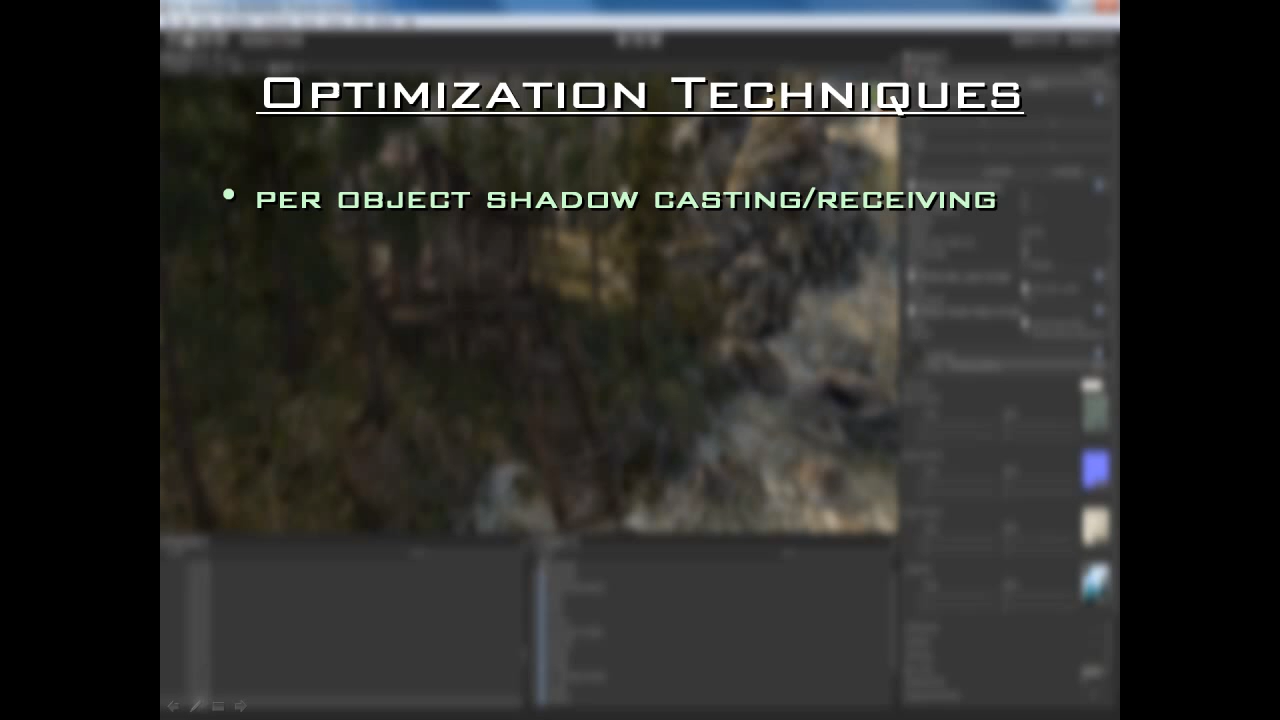 Optimization Techniques
• per object shadow casting/receiving